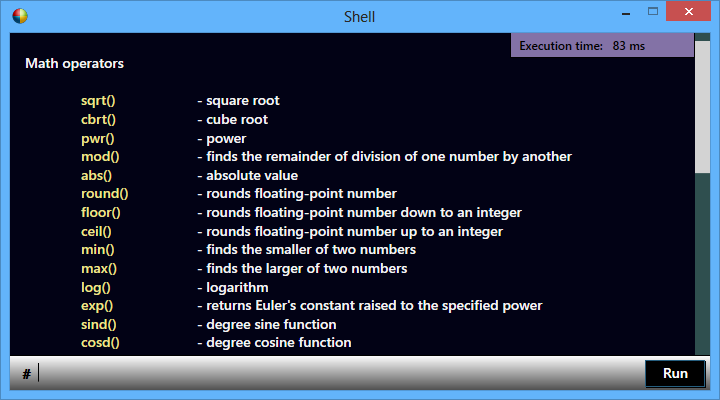 Shell
Execution time: 83 ms
Math operators
sqrt() - square root
cbrt() - cube root
pwr() - power
mod() - finds the remainder of division of one number by another
abs() - absolute value
round() - rounds floating-point number
floor() - rounds floating-point number down to an integer
ceil() - rounds floating-point number up to an integer
min() - finds the smaller of two numbers
max() - finds the larger of two numbers
log() - logarithm
exp() - returns Euler's constant raised to the specified power
sind() - degree sine function
cosd() - degree cosine function
# Run